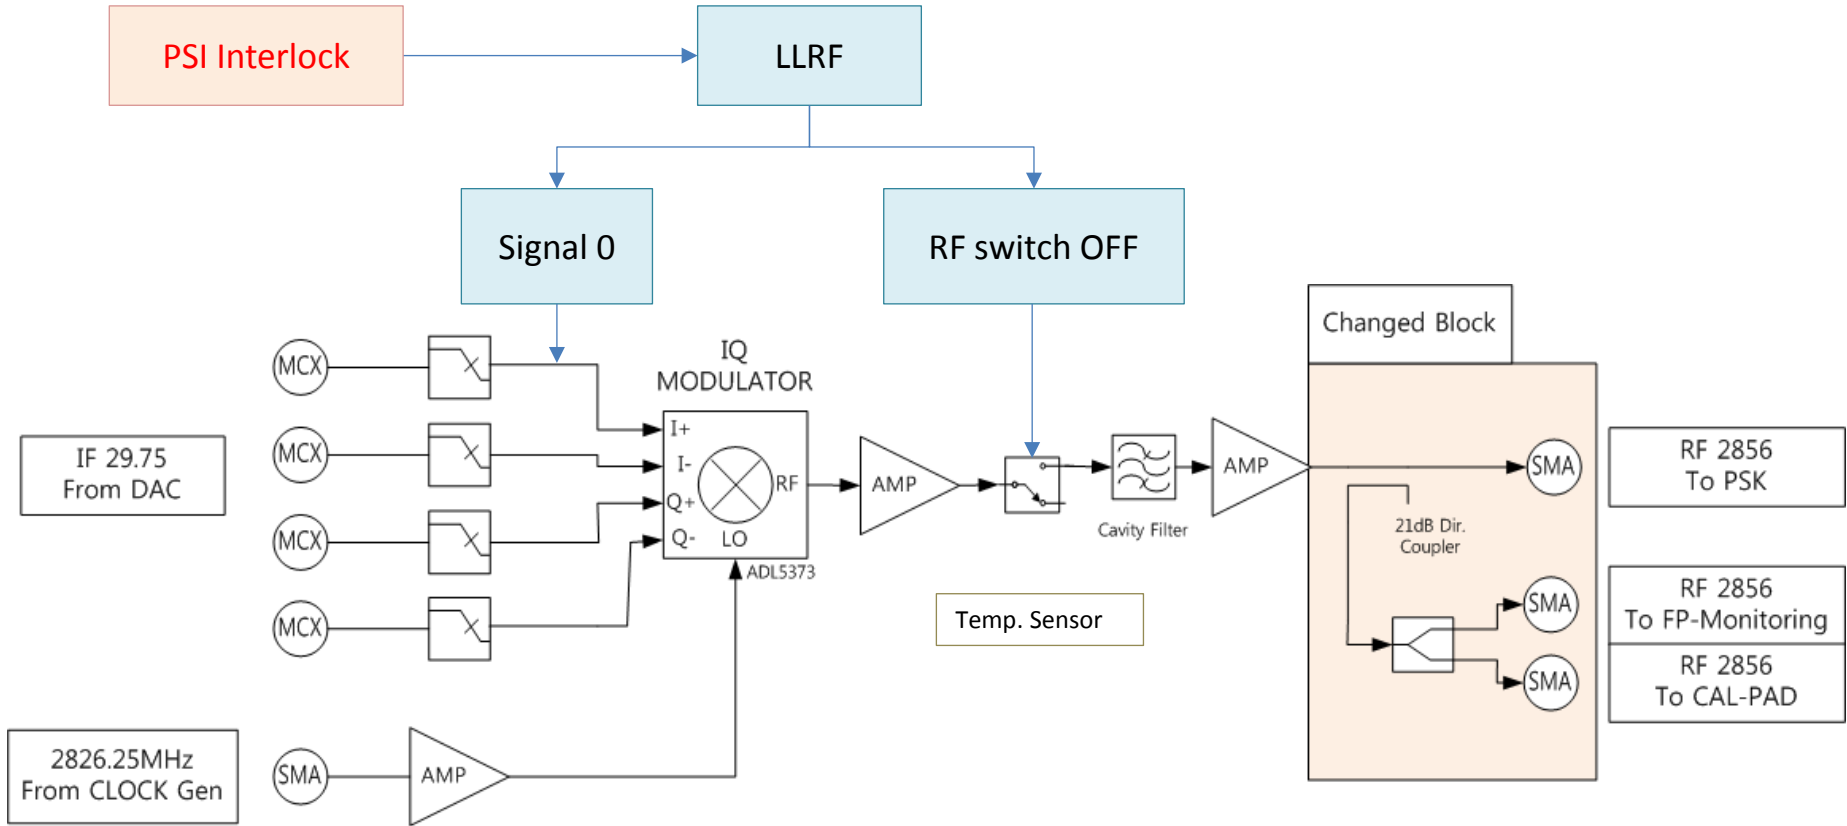 PSI Interlock
LLRF
Signal 0
RF switch OFF
Changed Block
MCX
IQ
MODULATOR
I+
IF 29.75
From DAC
MCX
I-
RF
AMP
AMP
SMA
RF 2856
To PSK
Q+
Cavity Filter
21dB Dir.
Coupler
MCX
Q-
LO
ADL5373
MCX
Temp. Sensor
SMA
RF 2856
To FP-Monitoring
SMA
RF 2856
To CAL-PAD
2826.25MHz
From CLOCK Gen
SMA
AMP